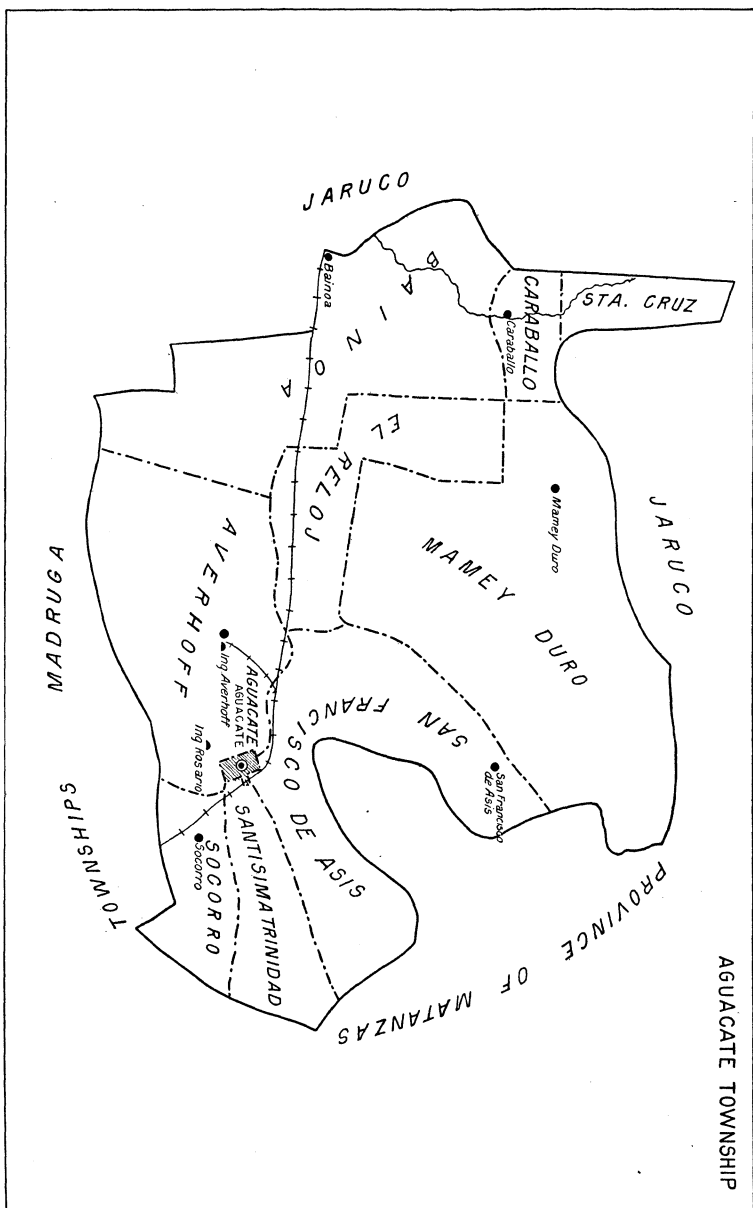 AGUACATE TOWNSHIP
JARUCO
STA. CRUZ
CARABALLO
Caraballo
BAINOA
Bainoa
JARUCO
EL RELOJ
Mamey Duro
MAMEY DURO
SAN FRANCISCO DE ASIS
San Francisco
de Asis
AVERHOFF
Ing Averhoff
AGUACATE
AGUACATE
Ing Rosario
SANTISIMA TRINIDAD
SOCORRO
Socorro
MADRUGA
TOWNSHIPS
PROVINCE OF MATANZAS